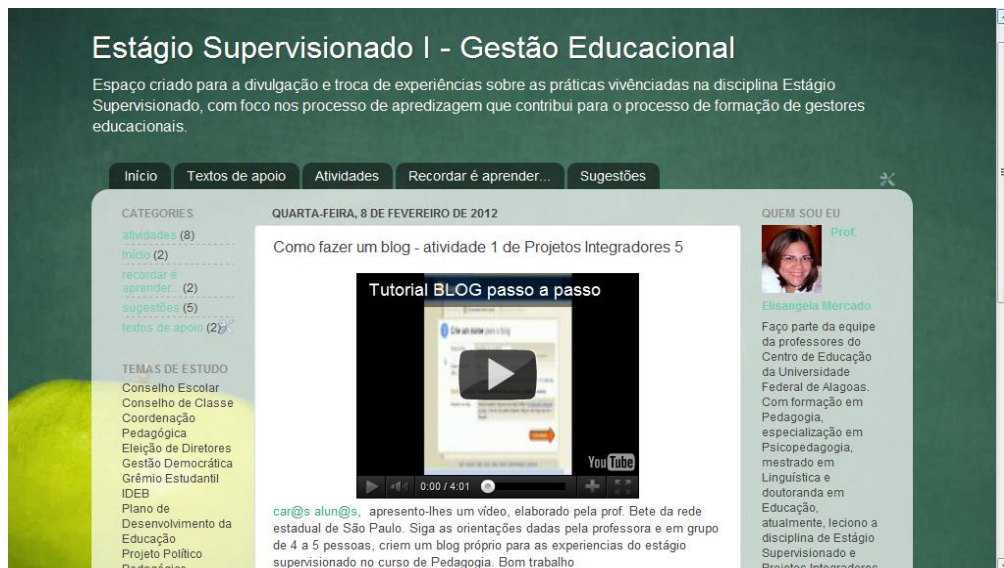 Estágio Supervisionado I - Gestão Educacional
Espaço criado para a divulgação e troca de experiências sobre as práticas vivênciadas na disciplina Estágio
Supervisionado, com foco nos processo de apredizagem que contribui para o processo de formação de gestores
educacionais.
Início Textos de apoio Atividades Recordar é aprender... Sugestões
CATEGORIES
atividades (8)
início (2)
recordar é
aprender... (2)
sugestões (5)
textos de apoio (2)
TEMAS DE ESTUDO
Conselho Escolar
Conselho de Classe
Coordenação
Pedagógica
Eleição de Diretores
Gestão Democrática
Grêmio Estudantil
IDEB
Plano de
Desenvolvimento da
Educação
Projeto Político
QUARTA-FEIRA, 8 DE FEVEREIRO DE 2012
Como fazer um blog - atividade 1 de Projetos Integradores 5
Tutorial BLOG passo a passo
Crie um nome para o blog
YouTube
0:00 / 4:01
car@s alun@s, apresento-lhes um vídeo, elaborado pela prof. Bete da rede
estadual de São Paulo. Siga as orientações dadas pela professora e em grupo
de 4 a 5 pessoas, criem um blog próprio para as experiencias do estágio
supervisionado no curso de Pedagogia. Bom trabalho
QUEM SOU EU
Prof.
Elisangela Mercado
Faço parte da equipe
da professores do
Centro de Educação
da Universidade
Federal de Alagoas.
Com formação em
Pedagogia,
especialização em
Psicopedagogia,
mestrado em
Linguística e
doutoranda em
Educação,
atualmente, leciono a
disciplina de Estágio
Supervisionado e
Projetos Integradores